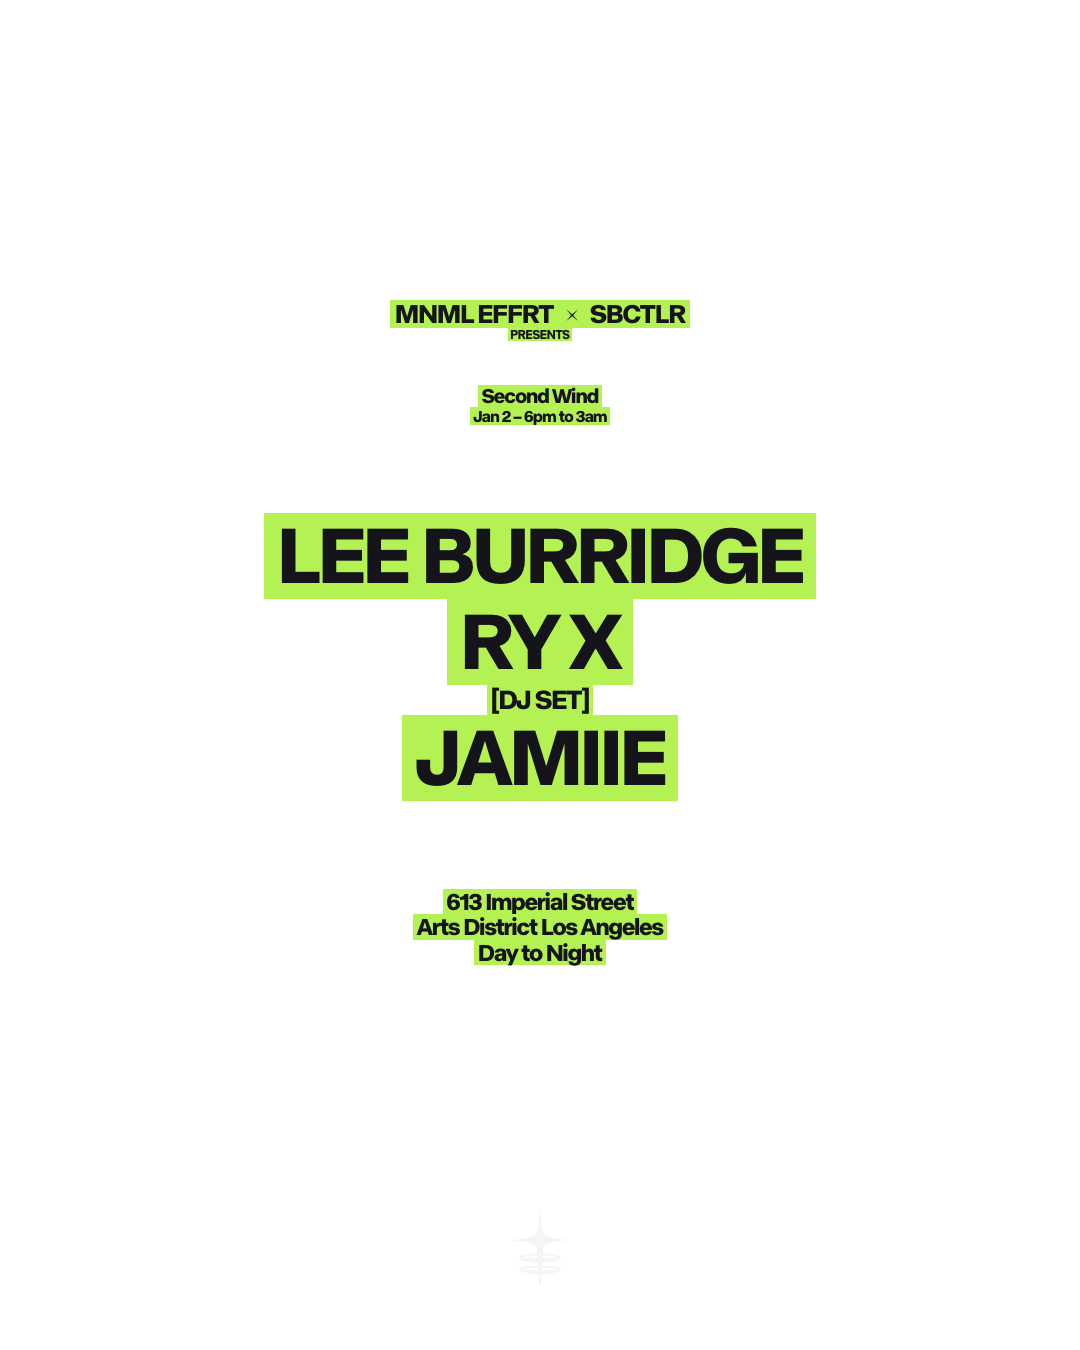 MNML EFFRT × SBCTLR
PRESENTS
Second Wind
Jan 2 – 6pm to 3am
LEE BURRIDGE
RY X
[DJ SET]
JAMIIE
613 Imperial Street
Arts District Los Angeles
Day to Night